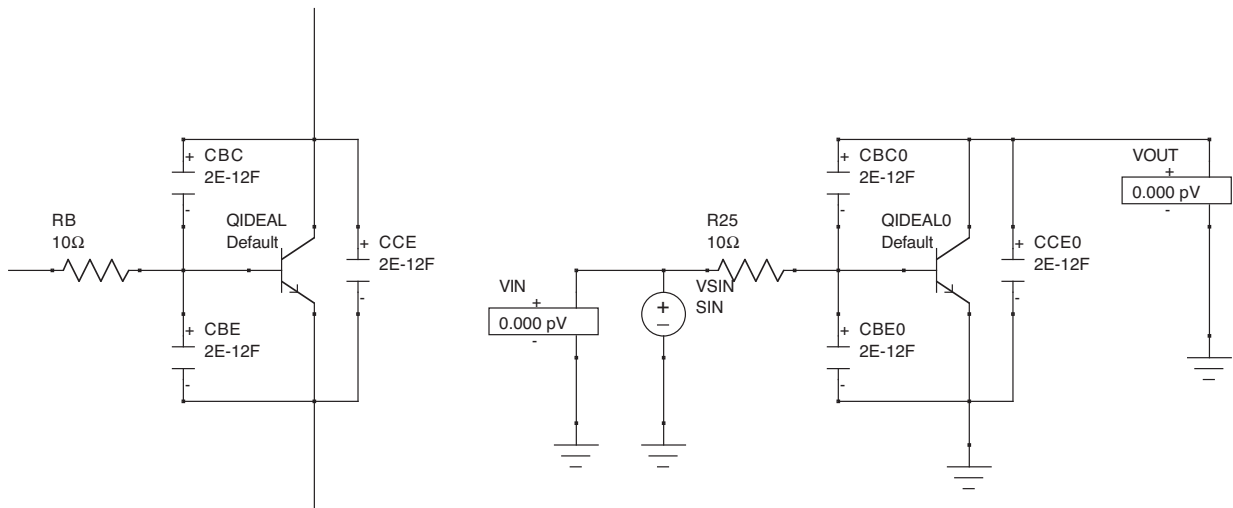 CBC
2E-12F
RB
10Ω
QIDEAL
Default
CCE
2E-12F
CBE
2E-12F
+
-
+
-
+
-
CBC0
2E-12F
VOUT
+
0.000 pV
-
R25
10Ω
QIDEAL0
Default
CCE0
2E-12F
VIN
+
0.000 pV
-
VSIN
SIN
+
−
CBE0
2E-12F
+
-
+
-
+
-